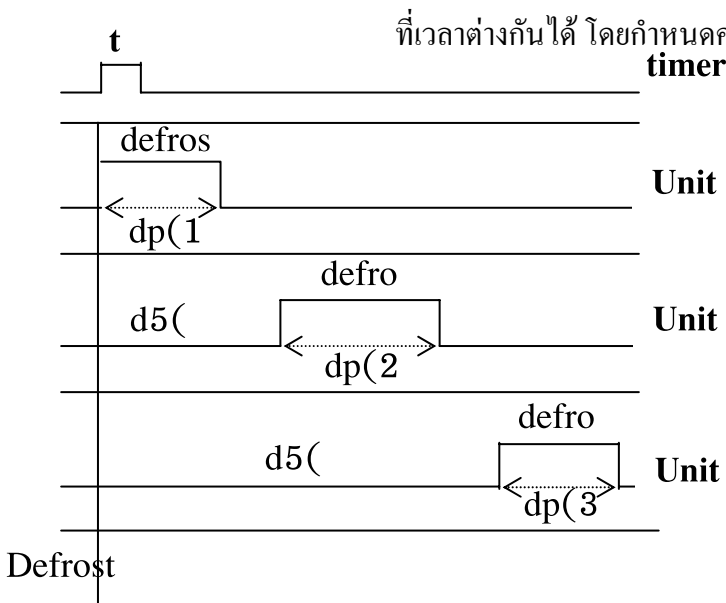 ที่เวลาต่างกันได้ โดยกำหนดค
t
timer
defros
Unit
dp(1
defro
d5(
Unit
dp(2
defro
d5(
Unit
dp(3
Defrost